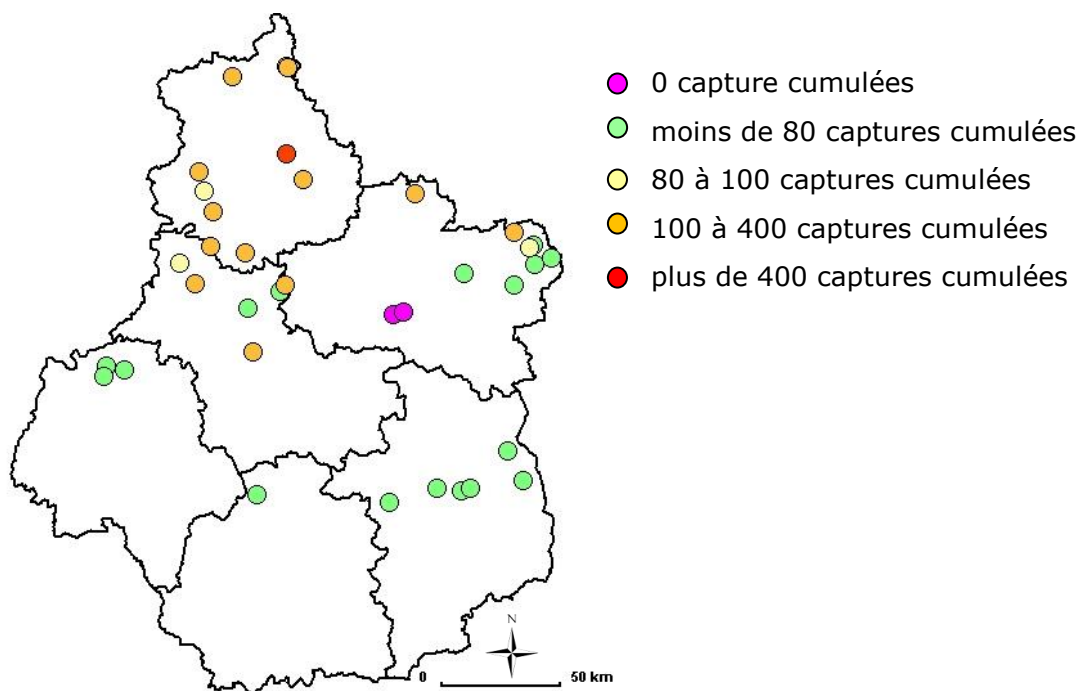 0 capture cumulées
moins de 80 captures cumulées
80 à 100 captures cumulées
100 à 400 captures cumulées
plus de 400 captures cumulées
N
0 50 km